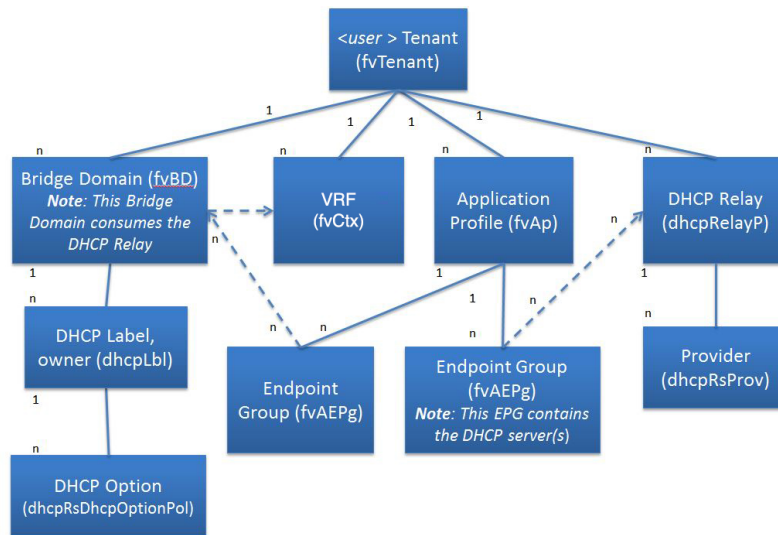 <user > Tenant
(fvTenant)
1
1
1
1
n
n
n
n
Bridge Domain (fvBD)
Note: This Bridge
Domain consumes the
DHCP Relay
VRF
(fvCtx)
Application
Profile (fvAp)
DHCP Relay
(dhcpRelayP)
n
n
1
1
1
1
n
n
n
DHCP Label,
owner (dhcpLbl)
n
n
n
Provider
(dhcpRsProv)
Endpoint
Group (fvAEPg)
Endpoint Group
(fvAEPg)
Note: This EPG contains
the DHCP server(s)
1
n
DHCP Option
(dhcpRsDhcpOptionPol)